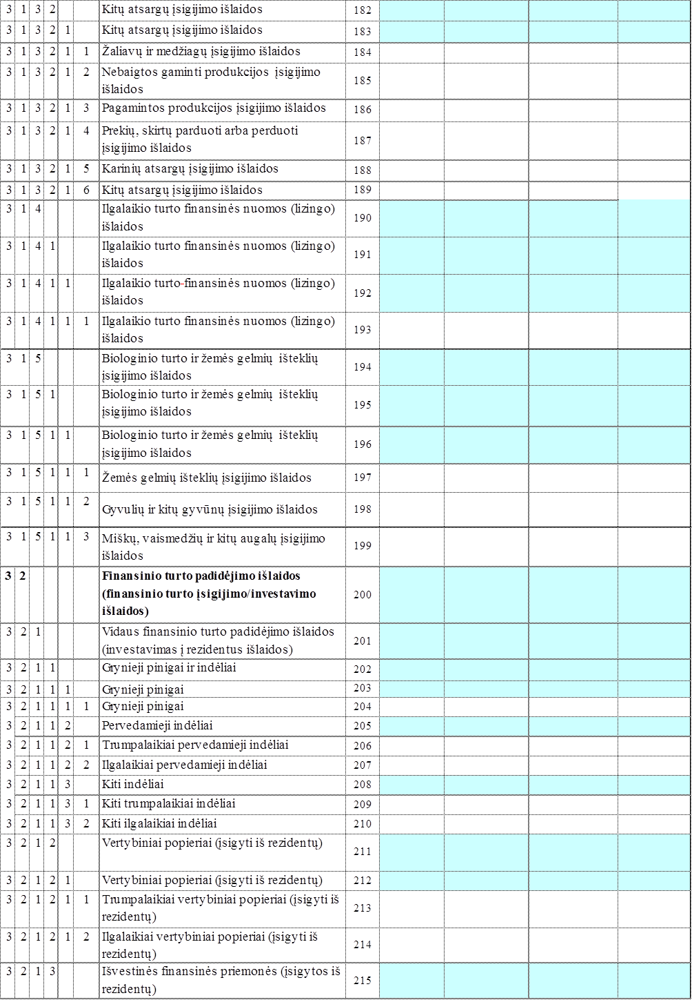 3 1 3 2 Kitų atsargų įsigijimo išlaidos 182
3 1 3 2 1 Kitų atsargų įsigijimo išlaidos 183
3 1 3 2 1 1 Žaliavų ir medžiagų įsigijimo išlaidos 184
3 1 3 2 1 2 Nebaigtos gaminti produkcijos įsigijimo
išlaidos 185
3 1 3 2 1 3 Pagamintos produkcijos įsigijimo išlaidos 186
3 1 3 2 1 4 Prekių, skirtų parduoti arba perduoti
įsigijimo išlaidos 187
3 1 3 2 1 5 Karinių atsargų įsigijimo išlaidos 188
3 1 3 2 1 6 Kitų atsargų įsigijimo išlaidos 189
3 1 4 Ilgalaikio turto finansinės nuomos (lizingo)
išlaidos 190
3 1 4 1 Ilgalaikio turto finansinės nuomos (lizingo)
išlaidos 191
3 1 4 1 1 Ilgalaikio turto-finansinės nuomos (lizingo)
išlaidos 192
3 1 4 1 1 1 Ilgalaikio turto finansinės nuomos (lizingo)
išlaidos 193
3 1 5 Biologinio turto ir žemės gelmių išteklių
įsigijimo išlaidos 194
3 1 5 1 Biologinio turto ir žemės gelmių išteklių
įsigijimo išlaidos 195
3 1 5 1 1 Biologinio turto ir žemės gelmių išteklių
įsigijimo išlaidos 196
3 1 5 1 1 1 Žemės gelmių išteklių įsigijimo išlaidos 197
3 1 5 1 1 2 Gyvulių ir kitų gyvūnų įsigijimo išlaidos 198
3 1 5 1 1 3 Miškų, vaismedžių ir kitų augalų įsigijimo
išlaidos 199
3 2 Finansinio turto padidėjimo išlaidos
(finansinio turto įsigijimo/investavimo
išlaidos) 200
3 2 1 Vidaus finansinio turto padidėjimo išlaidos
(investavimas į rezidentus išlaidos) 201
3 2 1 1 Grynieji pinigai ir indėliai 202
3 2 1 1 1 Grynieji pinigai 203
3 2 1 1 1 1 Grynieji pinigai 204
3 2 1 1 2 Pervedamieji indėliai 205
3 2 1 1 2 1 Trumpalaikiai pervedamieji indėliai 206
3 2 1 1 2 2 Ilgalaikiai pervedamieji indėliai 207
3 2 1 1 3 Kiti indėliai 208
3 2 1 1 3 1 Kiti trumpalaikiai indėliai 209
3 2 1 1 3 2 Kiti ilgalaikiai indėliai 210
3 2 1 2 Vertybiniai popieriai (įsigyti iš rezidentų) 211
3 2 1 2 1 Vertybiniai popieriai (įsigyti iš rezidentų) 212
3 2 1 2 1 1 Trumpalaikiai vertybiniai popieriai (įsigyti iš
rezidentų) 213
3 2 1 2 1 2 Ilgalaikiai vertybiniai popieriai (įsigyti iš
rezidentų) 214
3 2 1 3 Išvestinės finansinės priemonės (įsigytos iš
rezidentų) 215